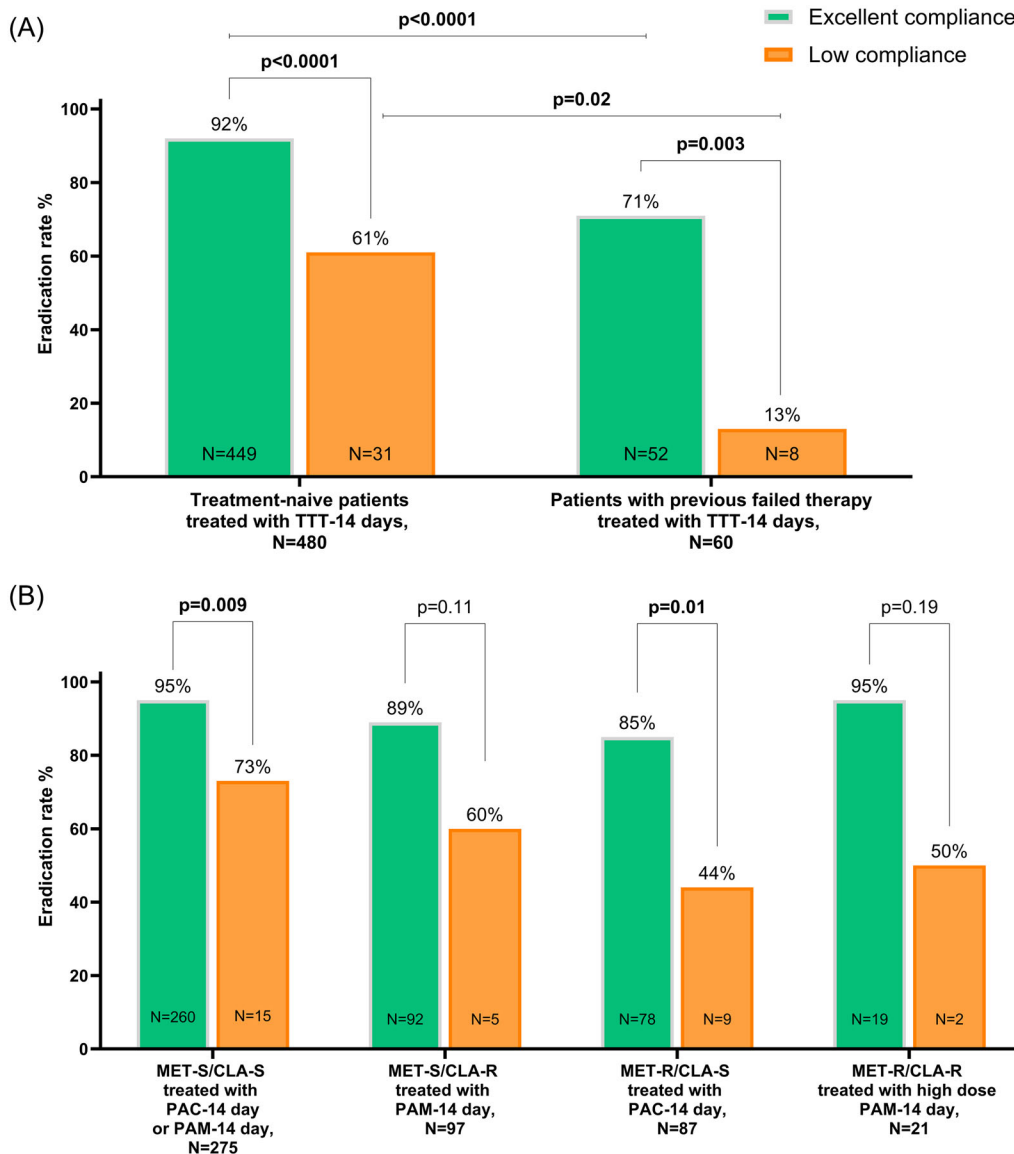 (A)
p<0.0001
Excellent compliance
Low compliance
p<0.0001
p=0.02
p=0.003
100
80
60
40
20
0
Eradication rate %
92%
61%
71%
13%
N=449
N=31
N=52
N=8
Treatment-naive patients
treated with TTT-14 days,
N=480
Patients with previous failed therapy
treated with TTT-14 days,
N=60
(B)
p=0.009
p=0.11
p=0.01
p=0.19
100
80
60
40
20
0
Eradication rate %
95%
73%
89%
60%
85%
44%
95%
50%
N=260
N=15
N=92
N=5
N=78
N=9
N=19
N=2
MET-S/CLA-S
treated with
PAC-14 day
or PAM-14 day,
N=275
MET-S/CLA-R
treated with
PAM-14 day,
N=97
MET-R/CLA-S
treated with
PAC-14 day,
N=87
MET-R/CLA-R
treated with high dose
PAM-14 day,
N=21